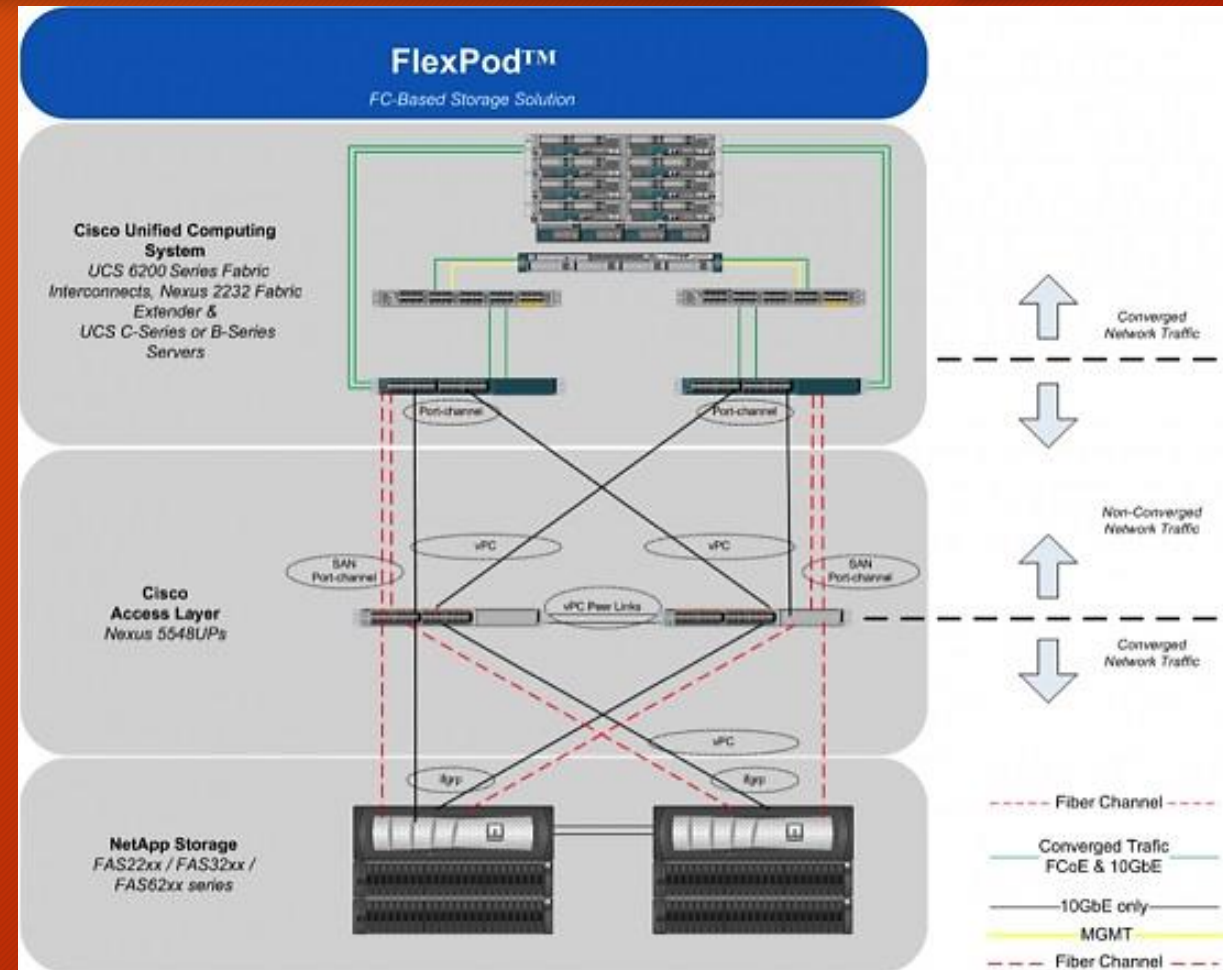 FlexPod™
FC-Based Storage Solution
Cisco Unified Computing
System
UCS 6200 Series Fabric
Interconnects, Nexus 2232 Fabric
Extender &
UCS C-Series or B-Series
Servers
Converged
Network Traffic
Port-channel
Port-channel
Non-Converged
Network Traffic
vPC
vPC
SAN
Port-channel
SAN
Port-channel
Cisco
Access Layer
Nexus 5548UPs
vPC Peer Links
Converged
Network Traffic
vPC
ifgrp
ifgrp
NetApp Storage
FAS22xx / FAS32xx /
FAS62xx series
Fiber Channel
Converged Trafic
FCoE & 10GbE
10GbE only
MGMT
Fiber Channel